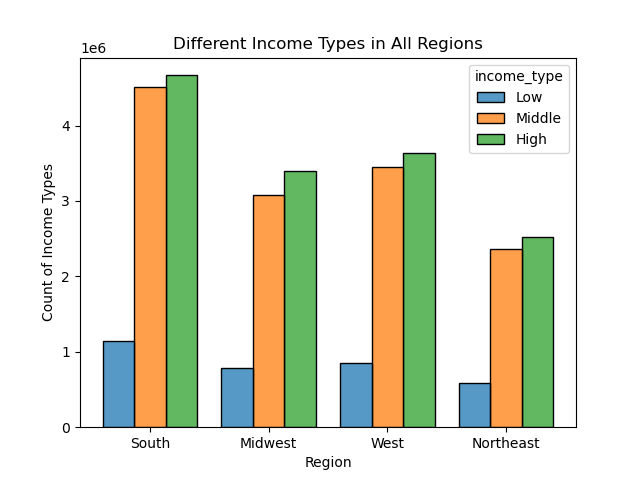 Different Income Types in All Regions
1e6
income_type
Low
Middle
High
4
3
2
1
0
Count of Income Types
South Midwest West Northeast
Region